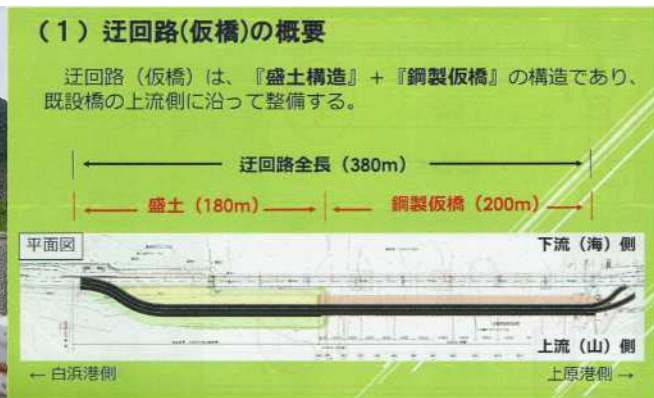 (1)迂回路(仮橋)の概要
迂回路(仮橋)は、『盛土構造』+『鋼製仮橋』の構造であり、
既設橋の上流側に沿って整備する。
迂回路全長(380m)
盛土(180m)
鋼製仮橋(200m)
平面図
下流(海)側
上流(山)側
← 白浜港側
上原港側 →